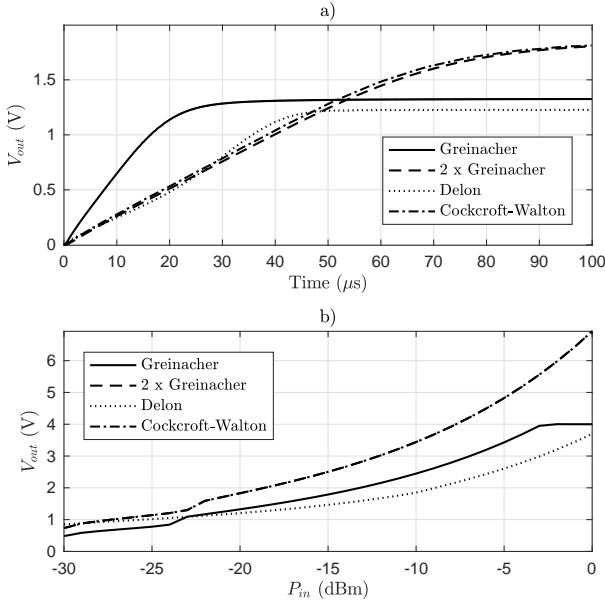 a)
1.5
1
0.5
0
V_out (V)
Greinacher
2 x Greinacher
Delon
Cockcroft-Walton
0 10 20 30 40 50 60 70 80 90 100
Time (μs)
b)
6
5
4
3
2
1
0
V_out (V)
Greinacher
2 x Greinacher
Delon
Cockcroft-Walton
-30 -25 -20 -15 -10 -5 0
P_in (dBm)